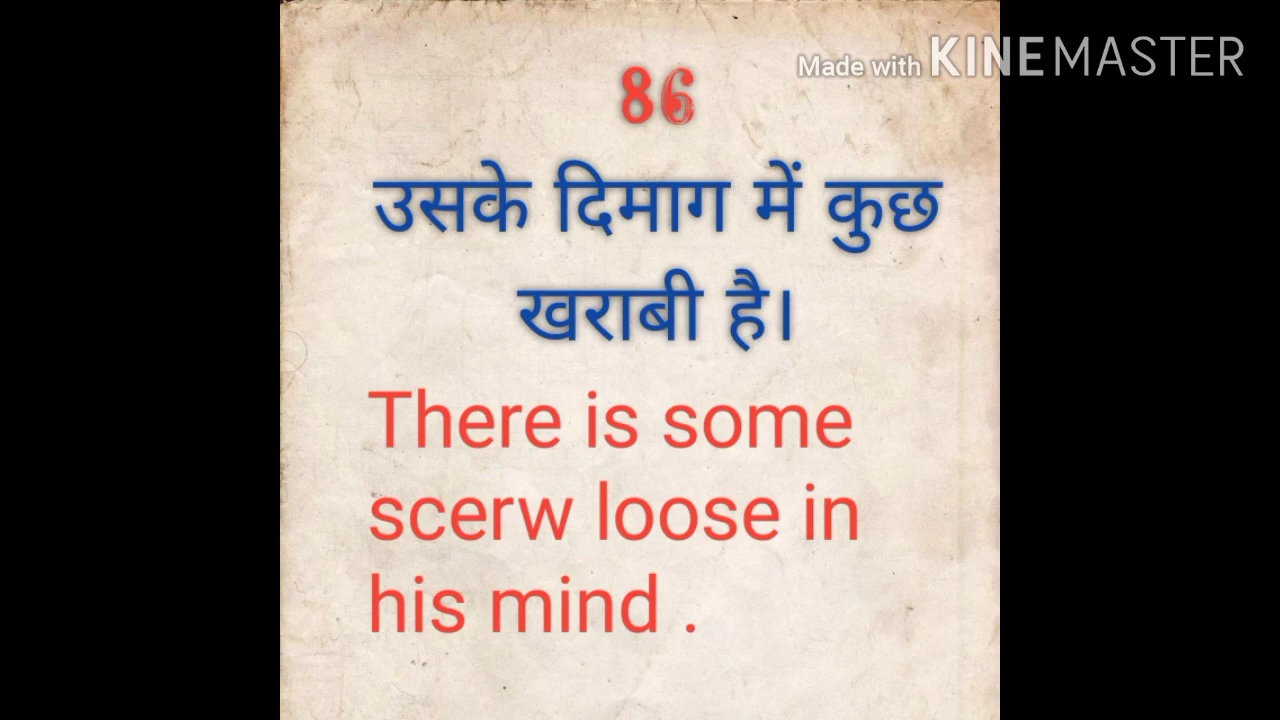 Made with KINEMASTER
86
उसके दिमाग में कुछ
खराबी है।
There is some
scerw loose in
his mind .